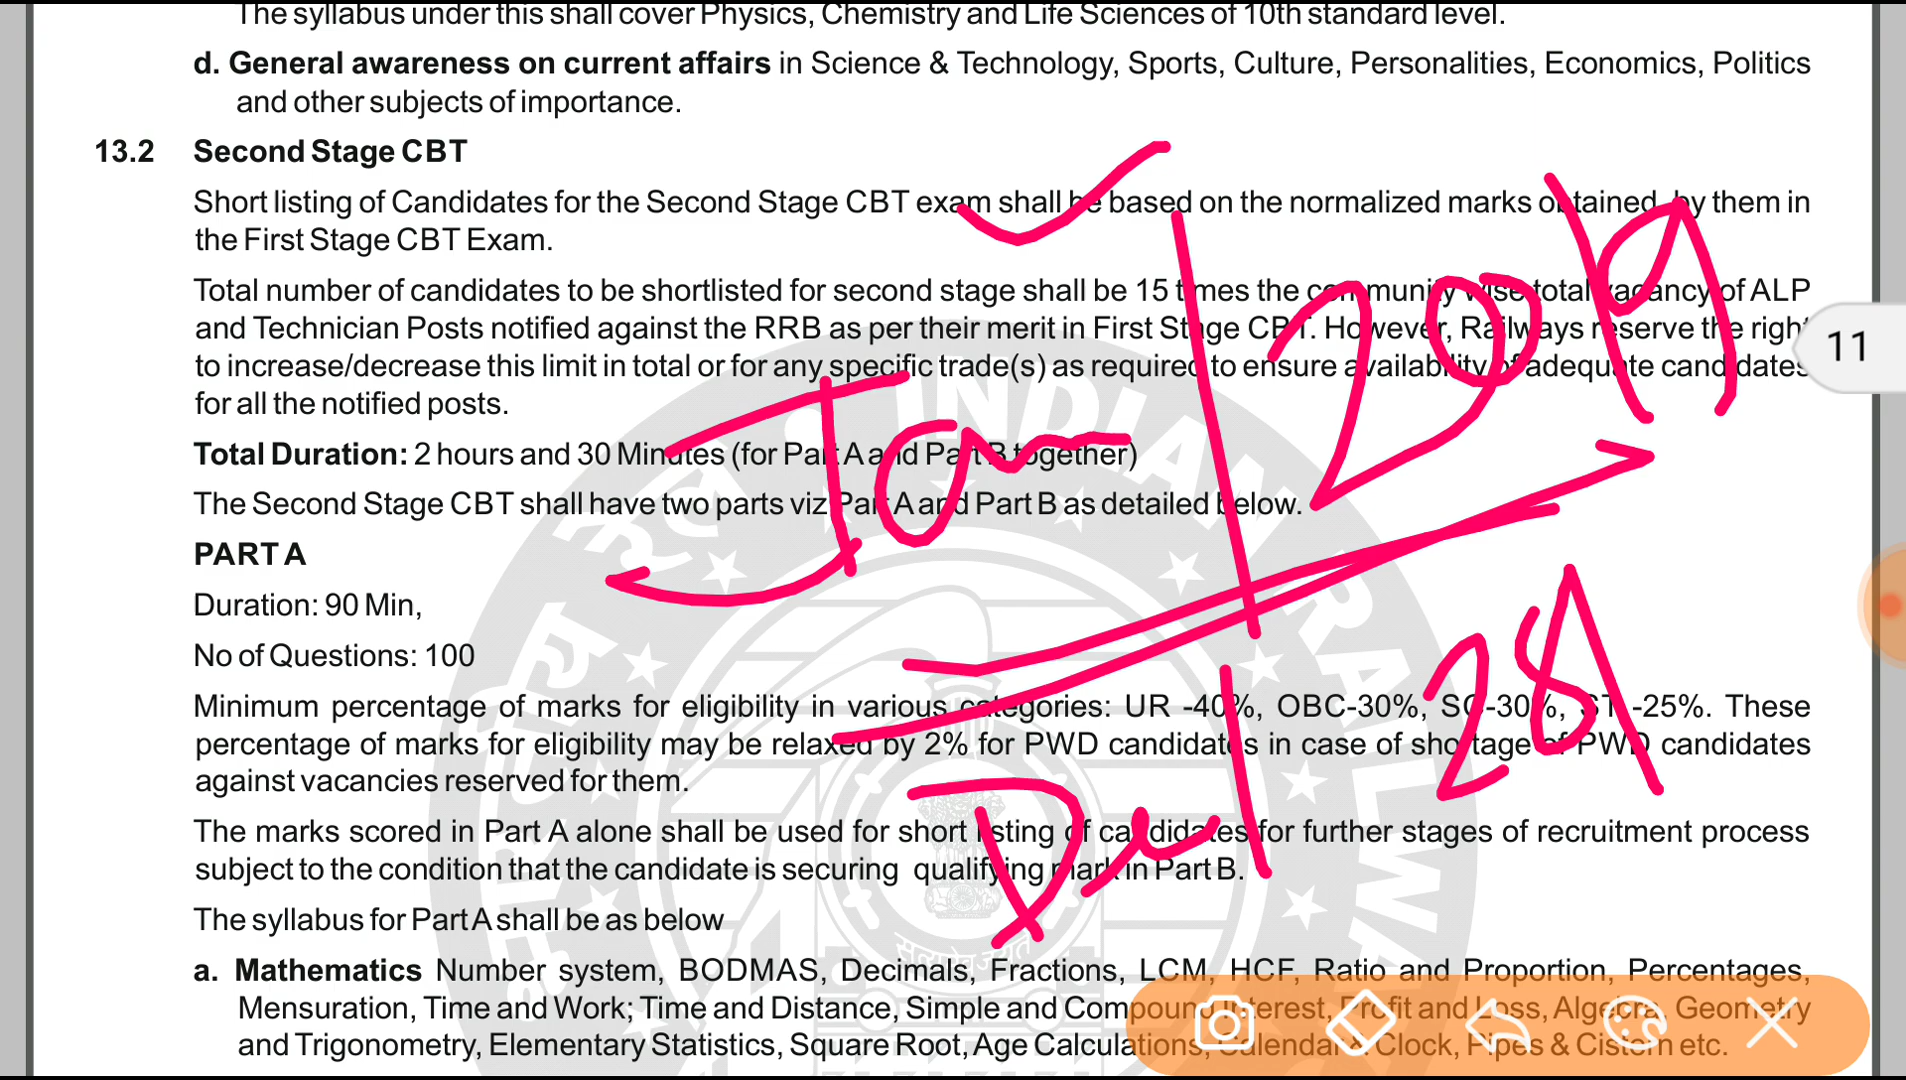 The syllabus under this shall cover Physics, Chemistry and Life Sciences of 10th standard level.
d. General awareness on current affairs in Science & Technology, Sports, Culture, Personalities, Economics, Politics
and other subjects of importance.
13.2 Second Stage CBT
Short listing of Candidates for the Second Stage CBT exam shall be based on the normalized marks obtained by them in
the First Stage CBT Exam.
Total number of candidates to be shortlisted for second stage shall be 15 times the community wise total vacancy of ALP
and Technician Posts notified against the RRB as per their merit in First Stage CBT. However, Railways reserve the right
to increase/decrease this limit in total or for any specific trade(s) as required to ensure availability of adequate candidates
for all the notified posts.
Total Duration: 2 hours and 30 Minutes (for Part A and Part B together)
The Second Stage CBT shall have two parts viz Part A and Part B as detailed below.
PART A
Duration: 90 Min,
No of Questions: 100
Minimum percentage of marks for eligibility in various categories: UR -40%, OBC-30%, SC-30%, ST -25%. These
percentage of marks for eligibility may be relaxed by 2% for PWD candidates in case of shortage of PWD candidates
against vacancies reserved for them.
The marks scored in Part A alone shall be used for short listing of candidates for further stages of recruitment process
subject to the condition that the candidate is securing qualifying mark in Part B.
The syllabus for Part A shall be as below
a. Mathematics Number system, BODMAS, Decimals, Fractions, LCM, HCF, Ratio and Proportion, Percentages,
Mensuration, Time and Work; Time and Distance, Simple and Compound Interest, Profit and Loss, Algebra, Geometry
and Trigonometry, Elementary Statistics, Square Root, Age Calculations, Calendar & Clock, Pipes & Cistern etc.
11
Jan 2019
INDIAN RAILWAY
सत्यमेव जयते